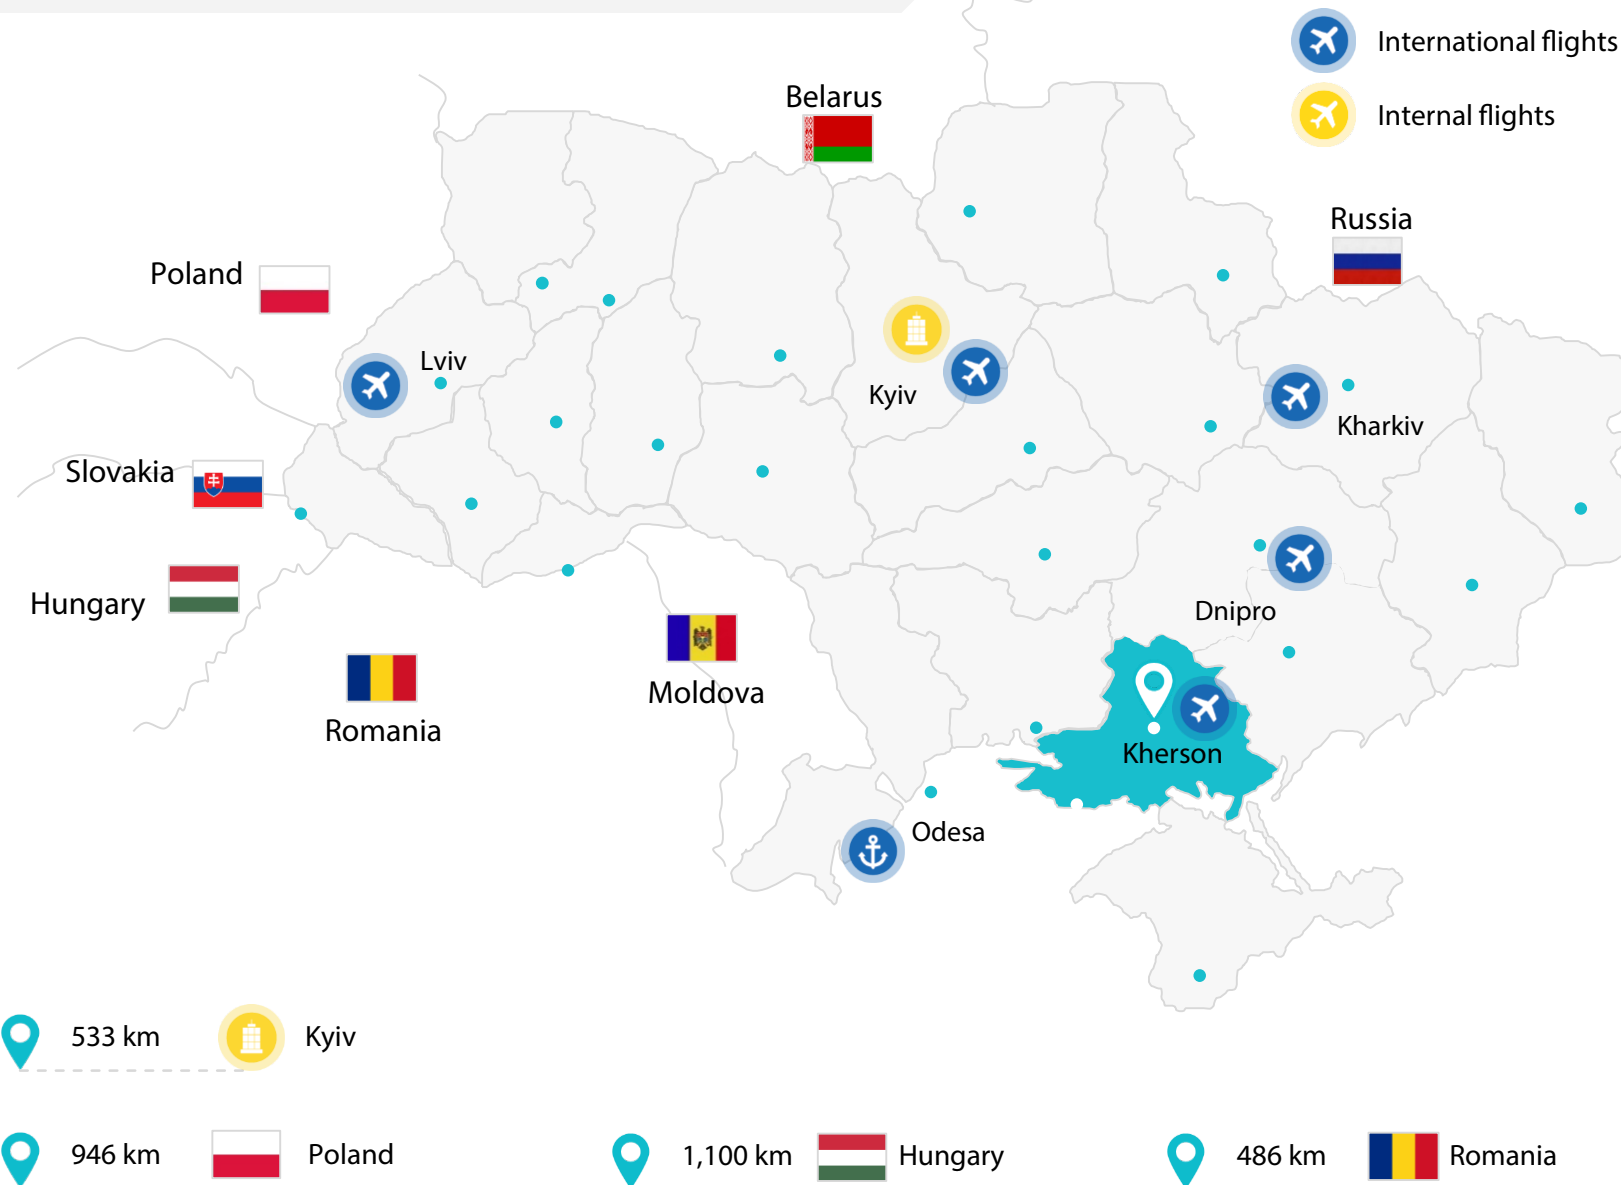 International flights
Internal flights
Belarus
Russia
Poland
Lviv
Kyiv
Kharkiv
Slovakia
Hungary
Dnipro
Moldova
Romania
Kherson
Odesa
533 km Kyiv
946 km Poland
1,100 km Hungary
486 km Romania